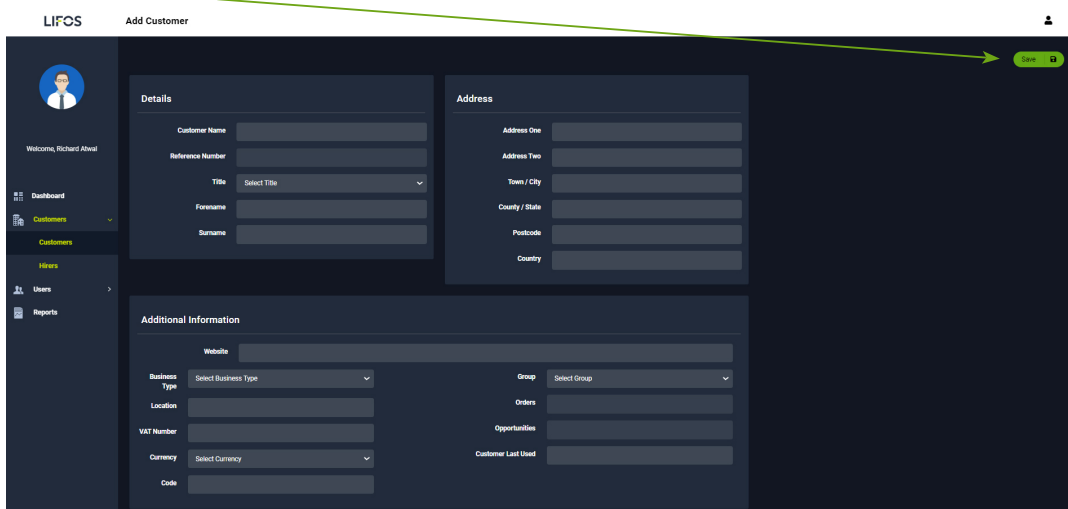 LIFOS
Add Customer
Save
Welcome, Richard Atwal
Dashboard
Customers
Customers
Hirers
Users
Reports
Details
Customer Name
Reference Number
Title
Select Title
Forename
Surname
Address
Address One
Address Two
Town / City
County / State
Postcode
Country
Additional Information
Website
Business
Type
Select Business Type
Location
VAT Number
Currency
Select Currency
Code
Group
Select Group
Orders
Opportunities
Customer Last Used